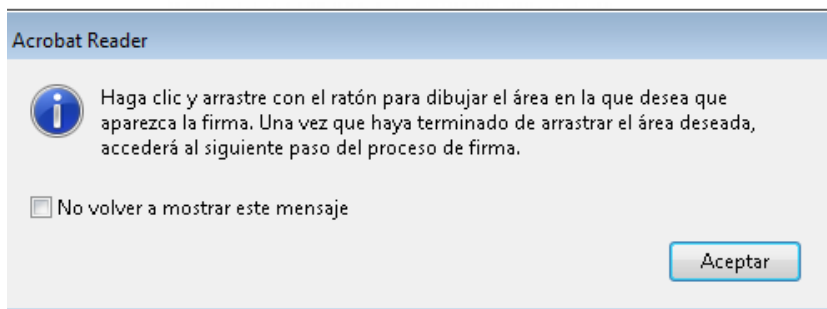 Acrobat Reader
Haga clic y arrastre con el ratón para dibujar el área en la que desea que
aparezca la firma. Una vez que haya terminado de arrastrar el área deseada,
accederá al siguiente paso del proceso de firma.
No volver a mostrar este mensaje
Aceptar